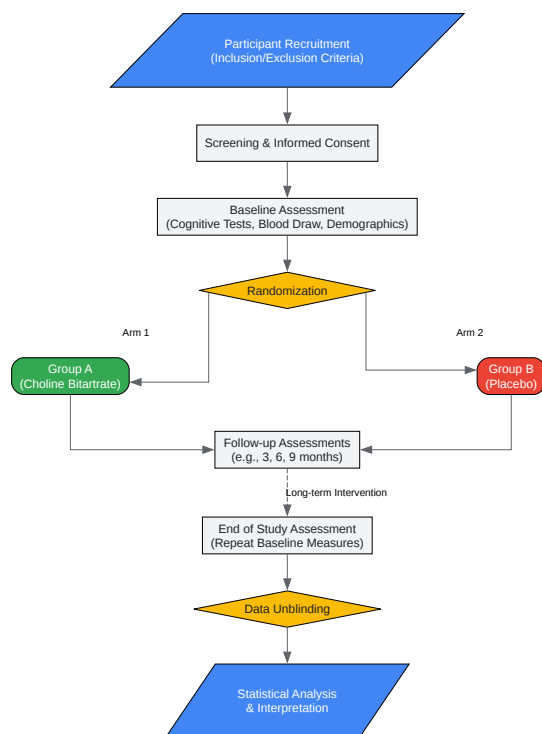 Participant Recruitment
(Inclusion/Exclusion Criteria)
Screening & Informed Consent
Baseline Assessment
(Cognitive Tests, Blood Draw, Demographics)
Randomization
Arm 1
Arm 2
Group A
(Choline Bitartrate)
Group B
(Placebo)
Follow-up Assessments
(e.g., 3, 6, 9 months)
Long-term Intervention
End of Study Assessment
(Repeat Baseline Measures)
Data Unblinding
Statistical Analysis
& Interpretation